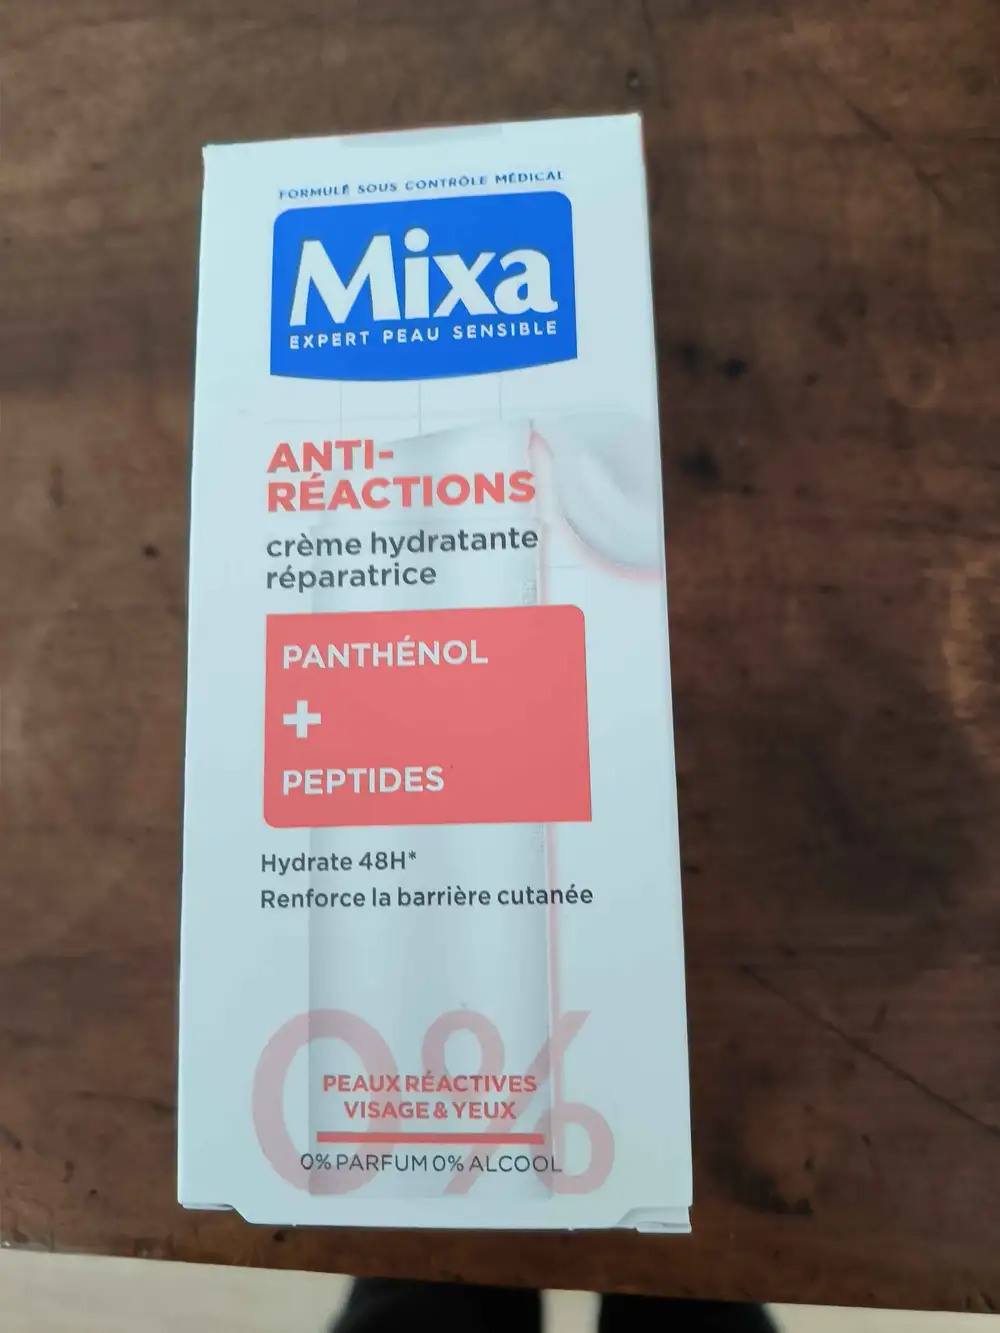 FORMULÉ SOUS CONTRÔLE MÉDICAL
Mixa
EXPERT PEAU SENSIBLE
ANTI-
RÉACTIONS
crème hydratante
réparatrice
PANTHÉNOL
+
PEPTIDES
Hydrate 48H*
Renforce la barrière cutanée
0%
PEAUX RÉACTIVES
VISAGE & YEUX
0% PARFUM 0% ALCOOL